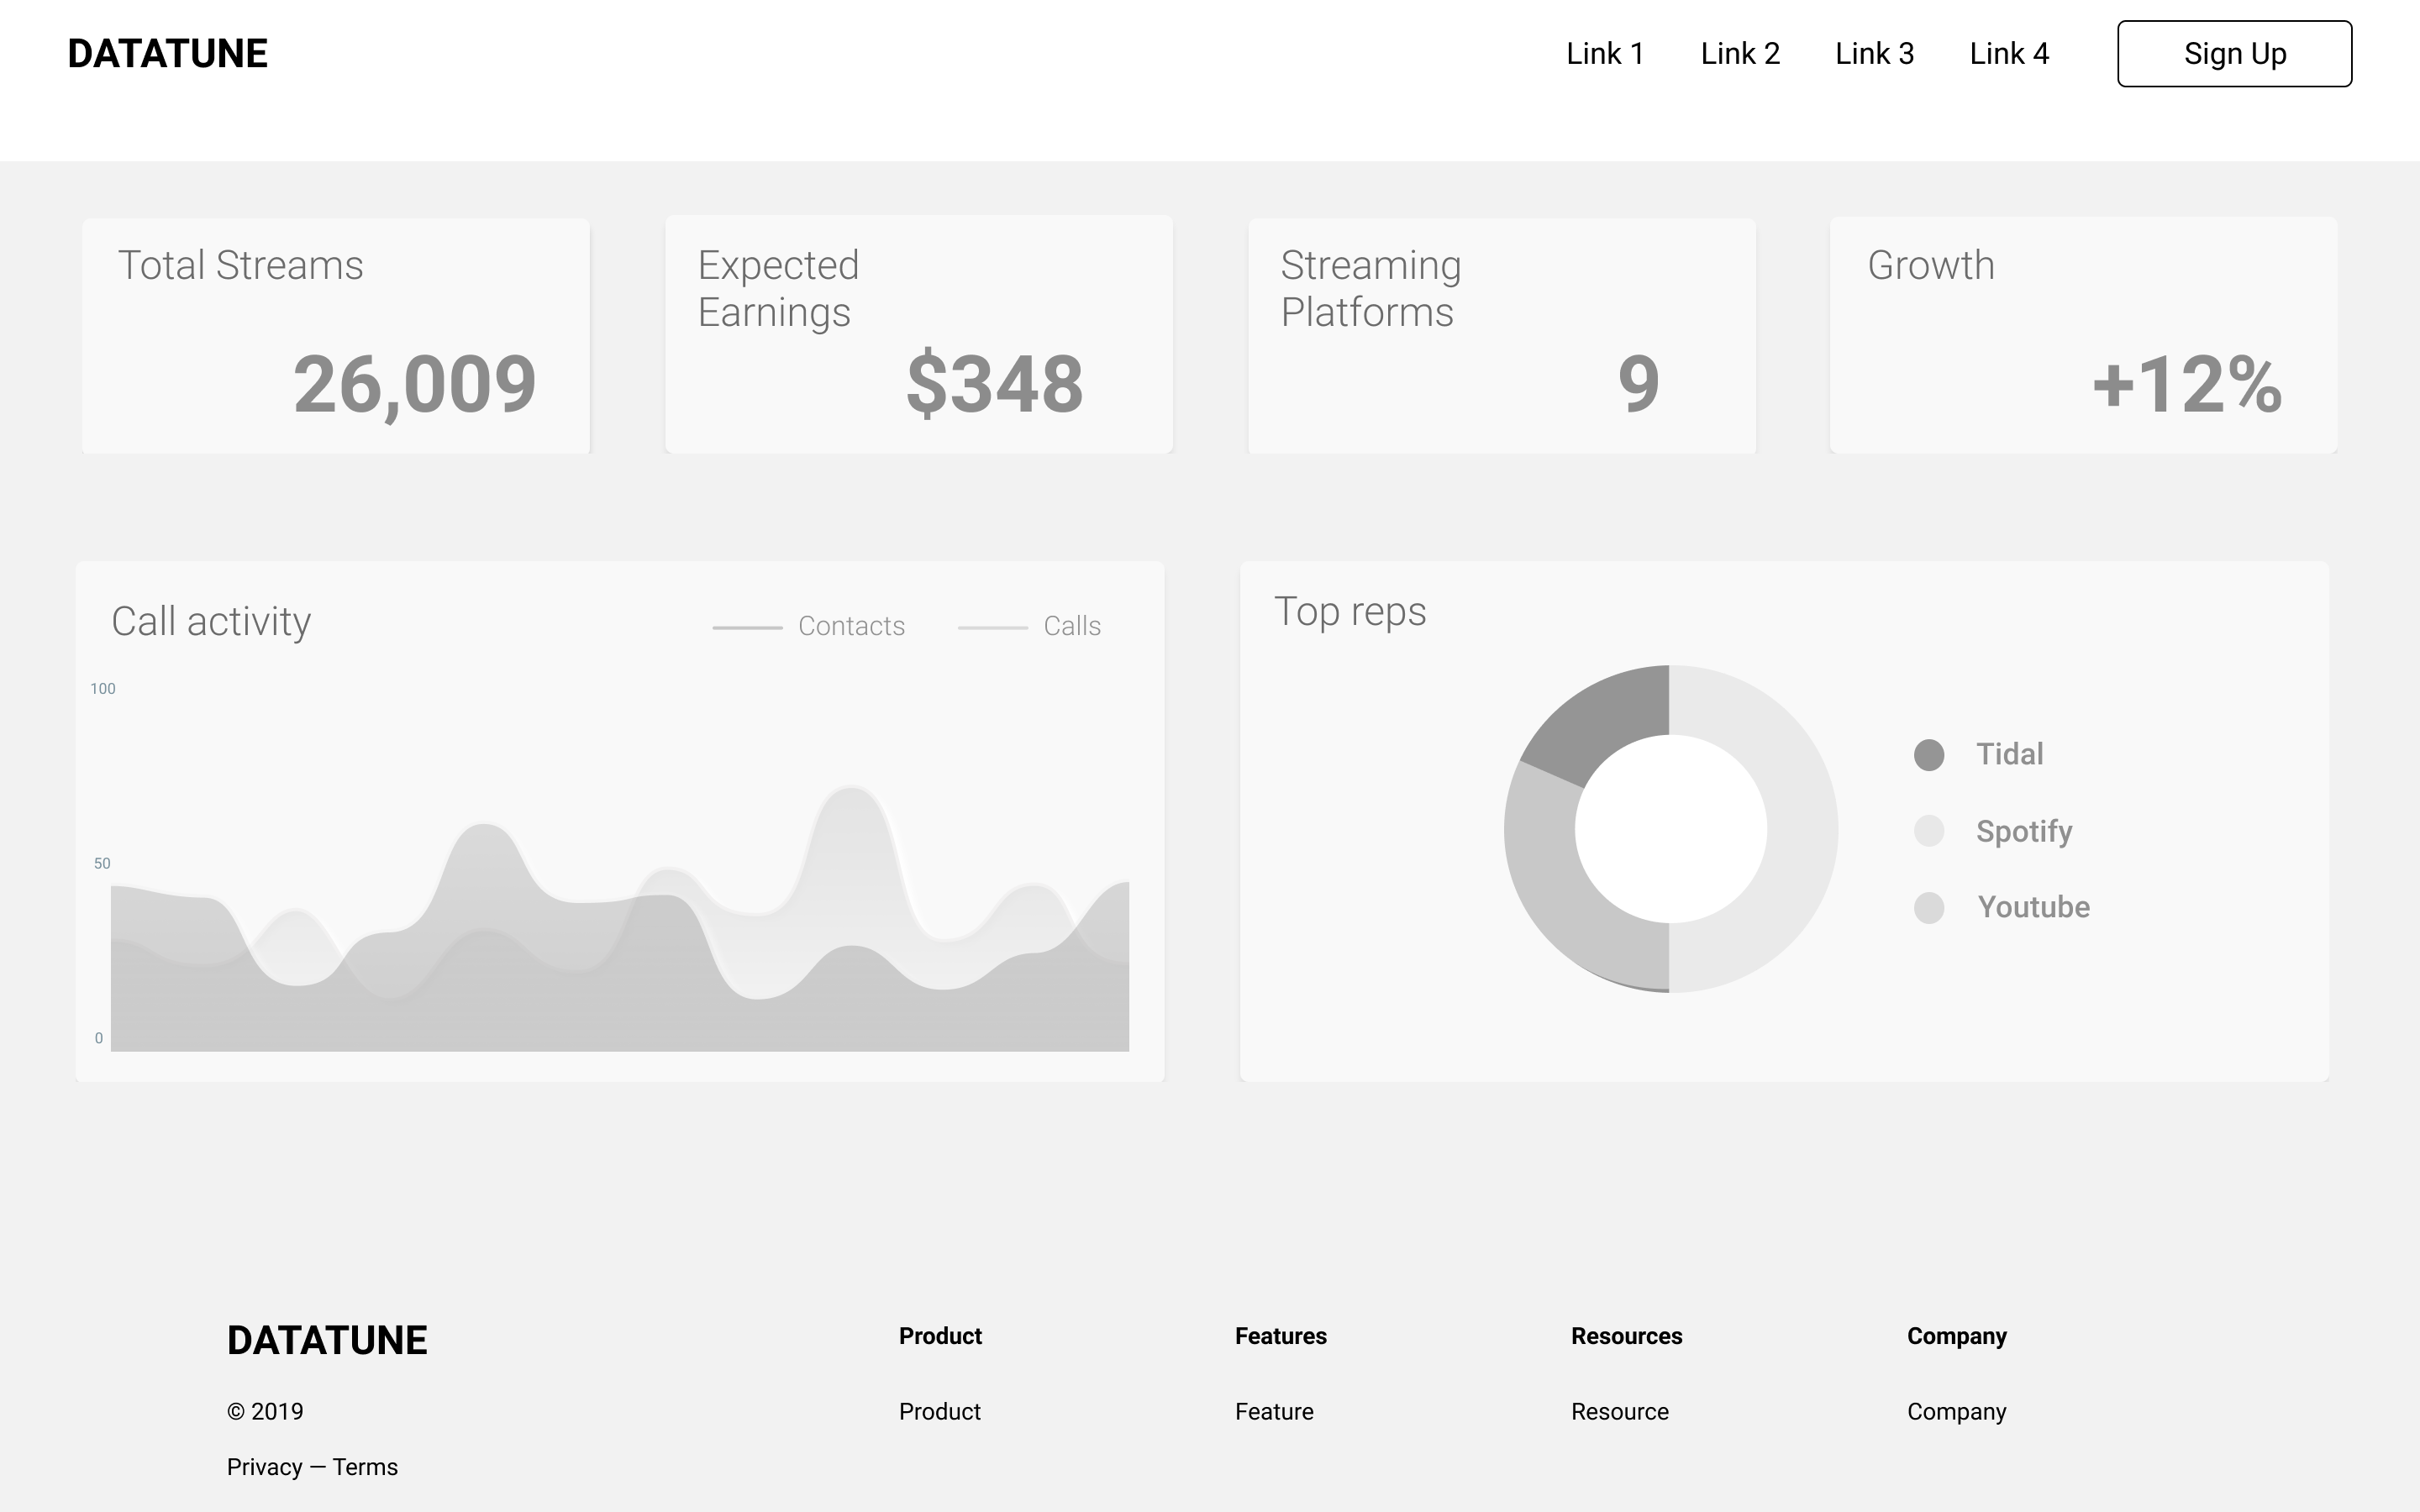 DATATUNE
Link 1
Link 2
Link 3
Link 4
Sign Up
Total Streams
26,009
Expected
Earnings
$348
Streaming
Platforms
9
Growth
+12%
Call activity
Contacts
Calls
100
50
0
Top reps
Tidal
Spotify
Youtube
DATATUNE
© 2019
Privacy — Terms
Product
Product
Features
Feature
Resources
Resource
Company
Company